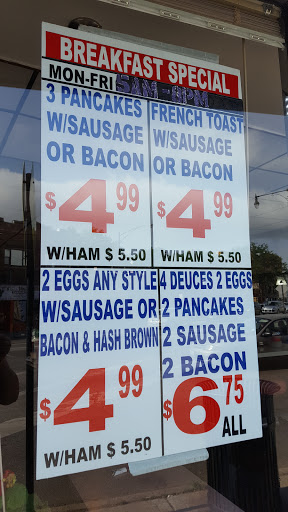 BREAKFAST SPECIAL
MON-FRI 5AM-8PM
3 PANCAKES
W/SAUSAGE
OR BACON
$4.99
W/HAM $ 5.50
FRENCH TOAST
W/SAUSAGE
OR BACON
$4.99
W/HAM $ 5.50
2 EGGS ANY STYLE
W/SAUSAGE OR
BACON & HASH BROWN
$4.99
W/HAM $ 5.50
4 DEUCES 2 EGGS
2 PANCAKES
2 SAUSAGE
2 BACON
$6.75
ALL